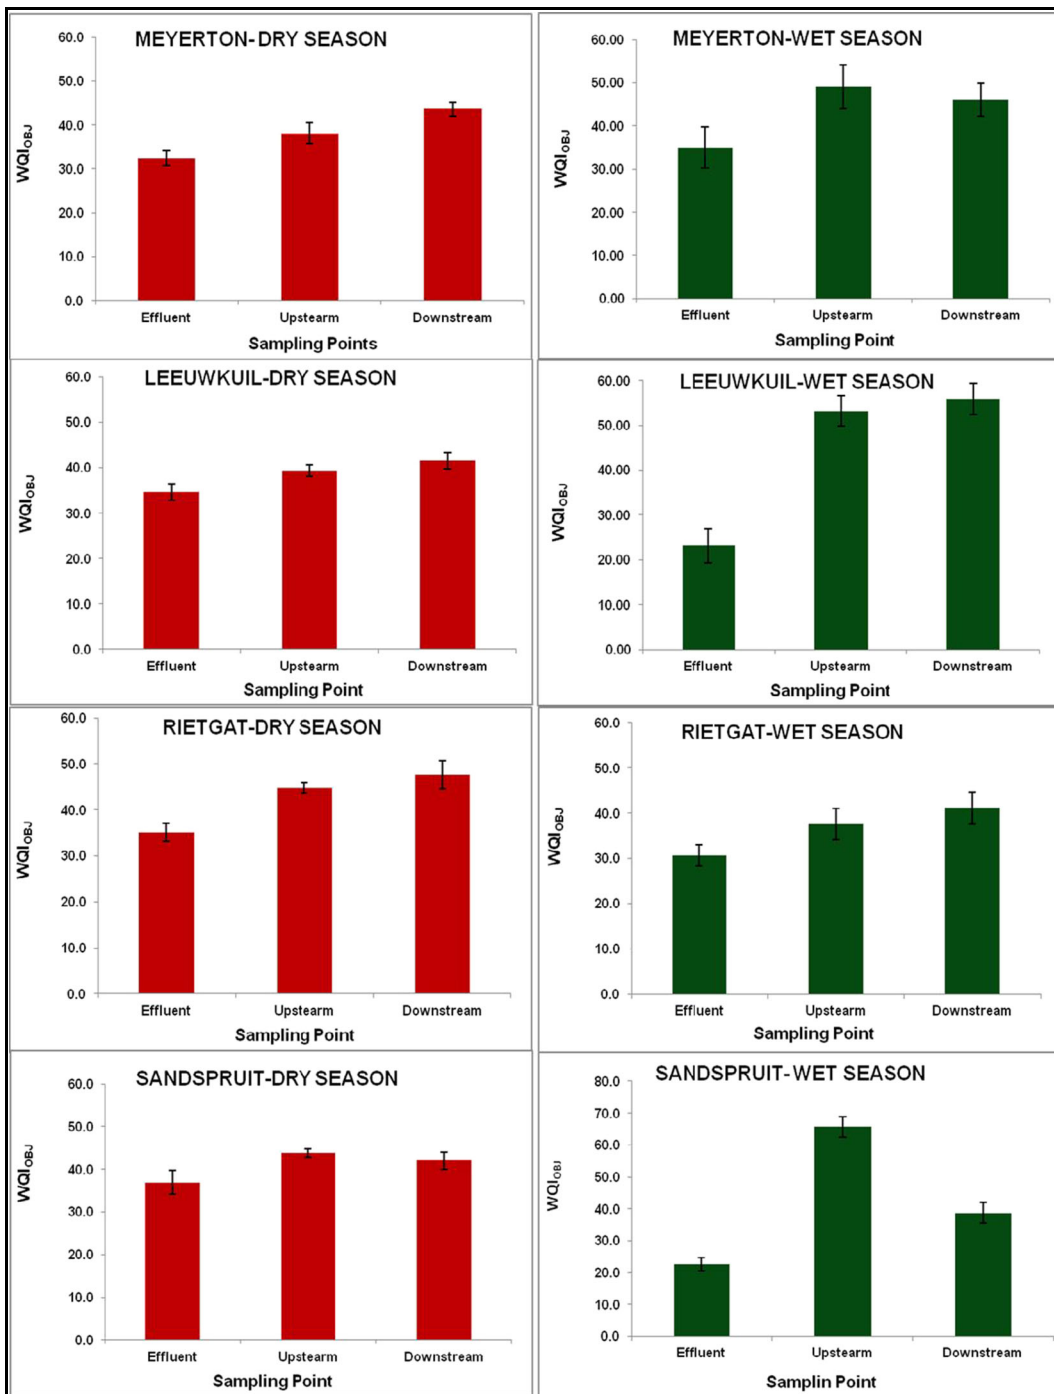 MEYERTON-DRY SEASON
WQIOBJ
60.0
50.0
40.0
30.0
20.0
10.0
0.0
Effluent Upstearm Downstream
Sampling Points
MEYERTON-WET SEASON
WQIOBJ
60.00
50.00
40.00
30.00
20.00
10.00
0.00
Effluent Upstearm Downstream
Sampling Point
LEEUWKUIL-DRY SEASON
WQIOBJ
60.0
50.0
40.0
30.0
20.0
10.0
0.0
Effluent Upstearm Downstream
Sampling Point
LEEUWKUIL-WET SEASON
WQIOBJ
60.00
50.00
40.00
30.00
20.00
10.00
0.00
Effluent Upstearm Downstream
Sampling Point
RIETGAT-DRY SEASON
WQIOBJ
60.0
50.0
40.0
30.0
20.0
10.0
0.0
Effluent Upstearm Downstream
Sampling Point
RIETGAT-WET SEASON
WQIOBJ
60.0
50.0
40.0
30.0
20.0
10.0
0.0
Effluent Upstearm Downstream
Sampling Point
SANDSPRUIT-DRY SEASON
WQIOBJ
60.0
50.0
40.0
30.0
20.0
10.0
0.0
Effluent Upstearm Downstream
Sampling Point
SANDSPRUIT-WET SEASON
WQIOBJ
80.0
70.0
60.0
50.0
40.0
30.0
20.0
10.0
0.0
Effluent Upstearm Downstream
Samplin Point